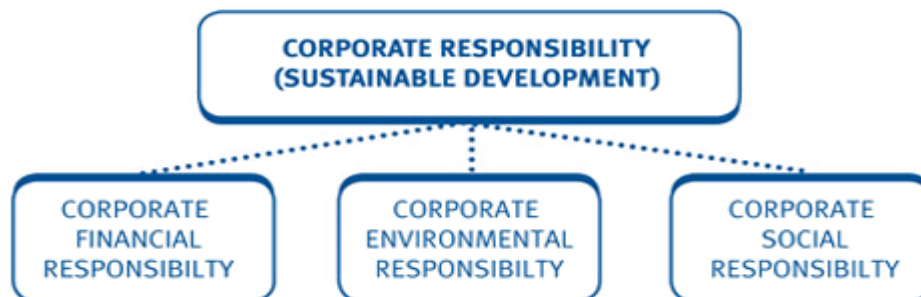 CORPORATE RESPONSIBILITY
(SUSTAINABLE DEVELOPMENT)
CORPORATE
FINANCIAL
RESPONSIBILTY
CORPORATE
ENVIRONMENTAL
RESPONSIBILTY
CORPORATE
SOCIAL
RESPONSIBILTY